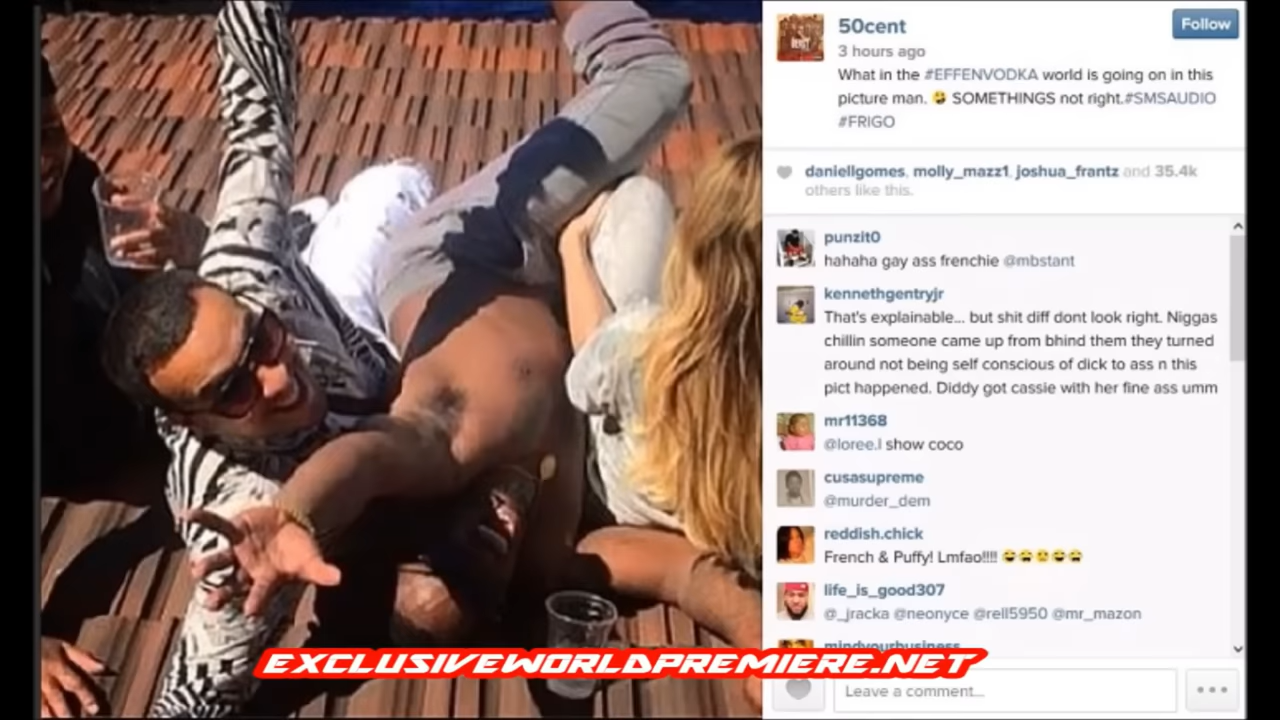 50cent
Follow
3 hours ago
What in the #EFFENVODKA world is going on in this
picture man. 🤣 SOMETHINGS not right.#SMSAUDIO
#FRIGO
daniellgomes, molly_mazz1, joshua_frantz and 35.4k
others like this.
punzit0
hahaha gay ass frenchie @mbstant
kennethgentryjr
That's explainable... but shit diff dont look right. Niggas
chillin someone came up from bhind them they turned
around not being self conscious of dick to ass n this
pict happened. Diddy got cassie with her fine ass umm
mr11368
@loree.l show coco
cusasupreme
@murder_dem
reddish.chick
French & Puffy! Lmfao!!!! 😂😂😂😂😂
life_is_good307
@_jracka @neonyce @rell5950 @mr_mazon
mindyourbusiness
Leave a comment...
EXCLUSIVEWORLDPREMIERE.NET